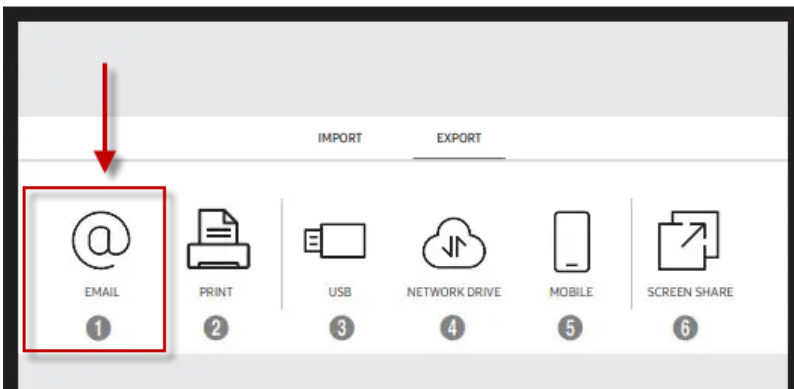 IMPORT EXPORT
EMAIL PRINT USB NETWORK DRIVE MOBILE SCREEN SHARE
1 2 3 4 5 6